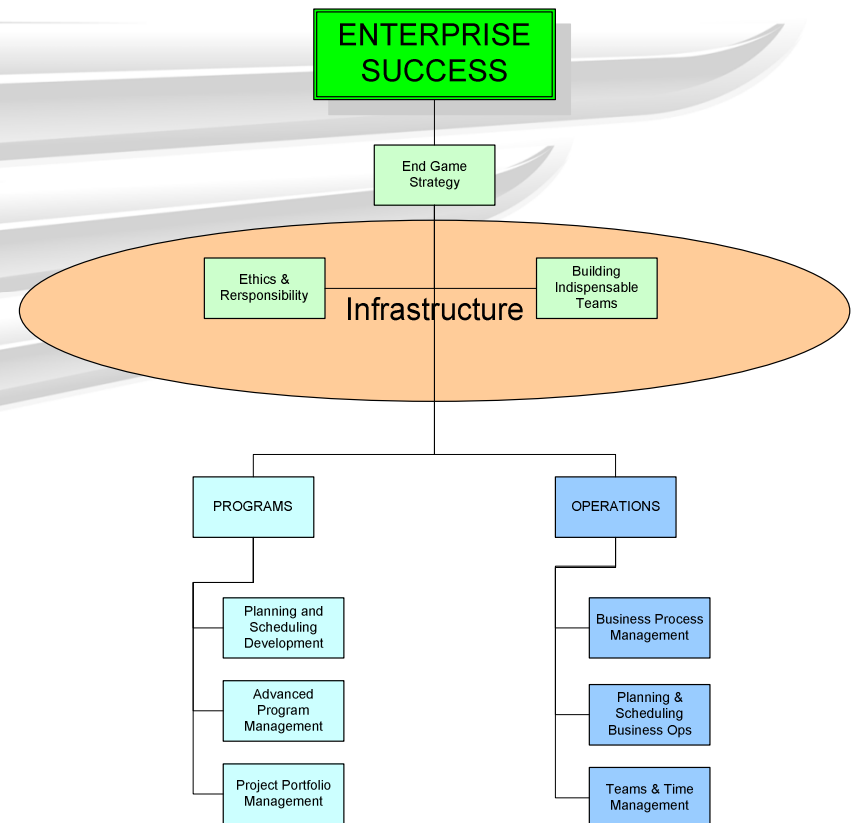 ENTERPRISE
SUCCESS
End Game
Strategy
Ethics &
Rersponsibility
Building
Indispensable
Teams
Infrastructure
PROGRAMS
OPERATIONS
Planning and
Scheduling
Development
Business Process
Management
Advanced
Program
Management
Planning &
Scheduling
Business Ops
Project Portfolio
Management
Teams & Time
Management